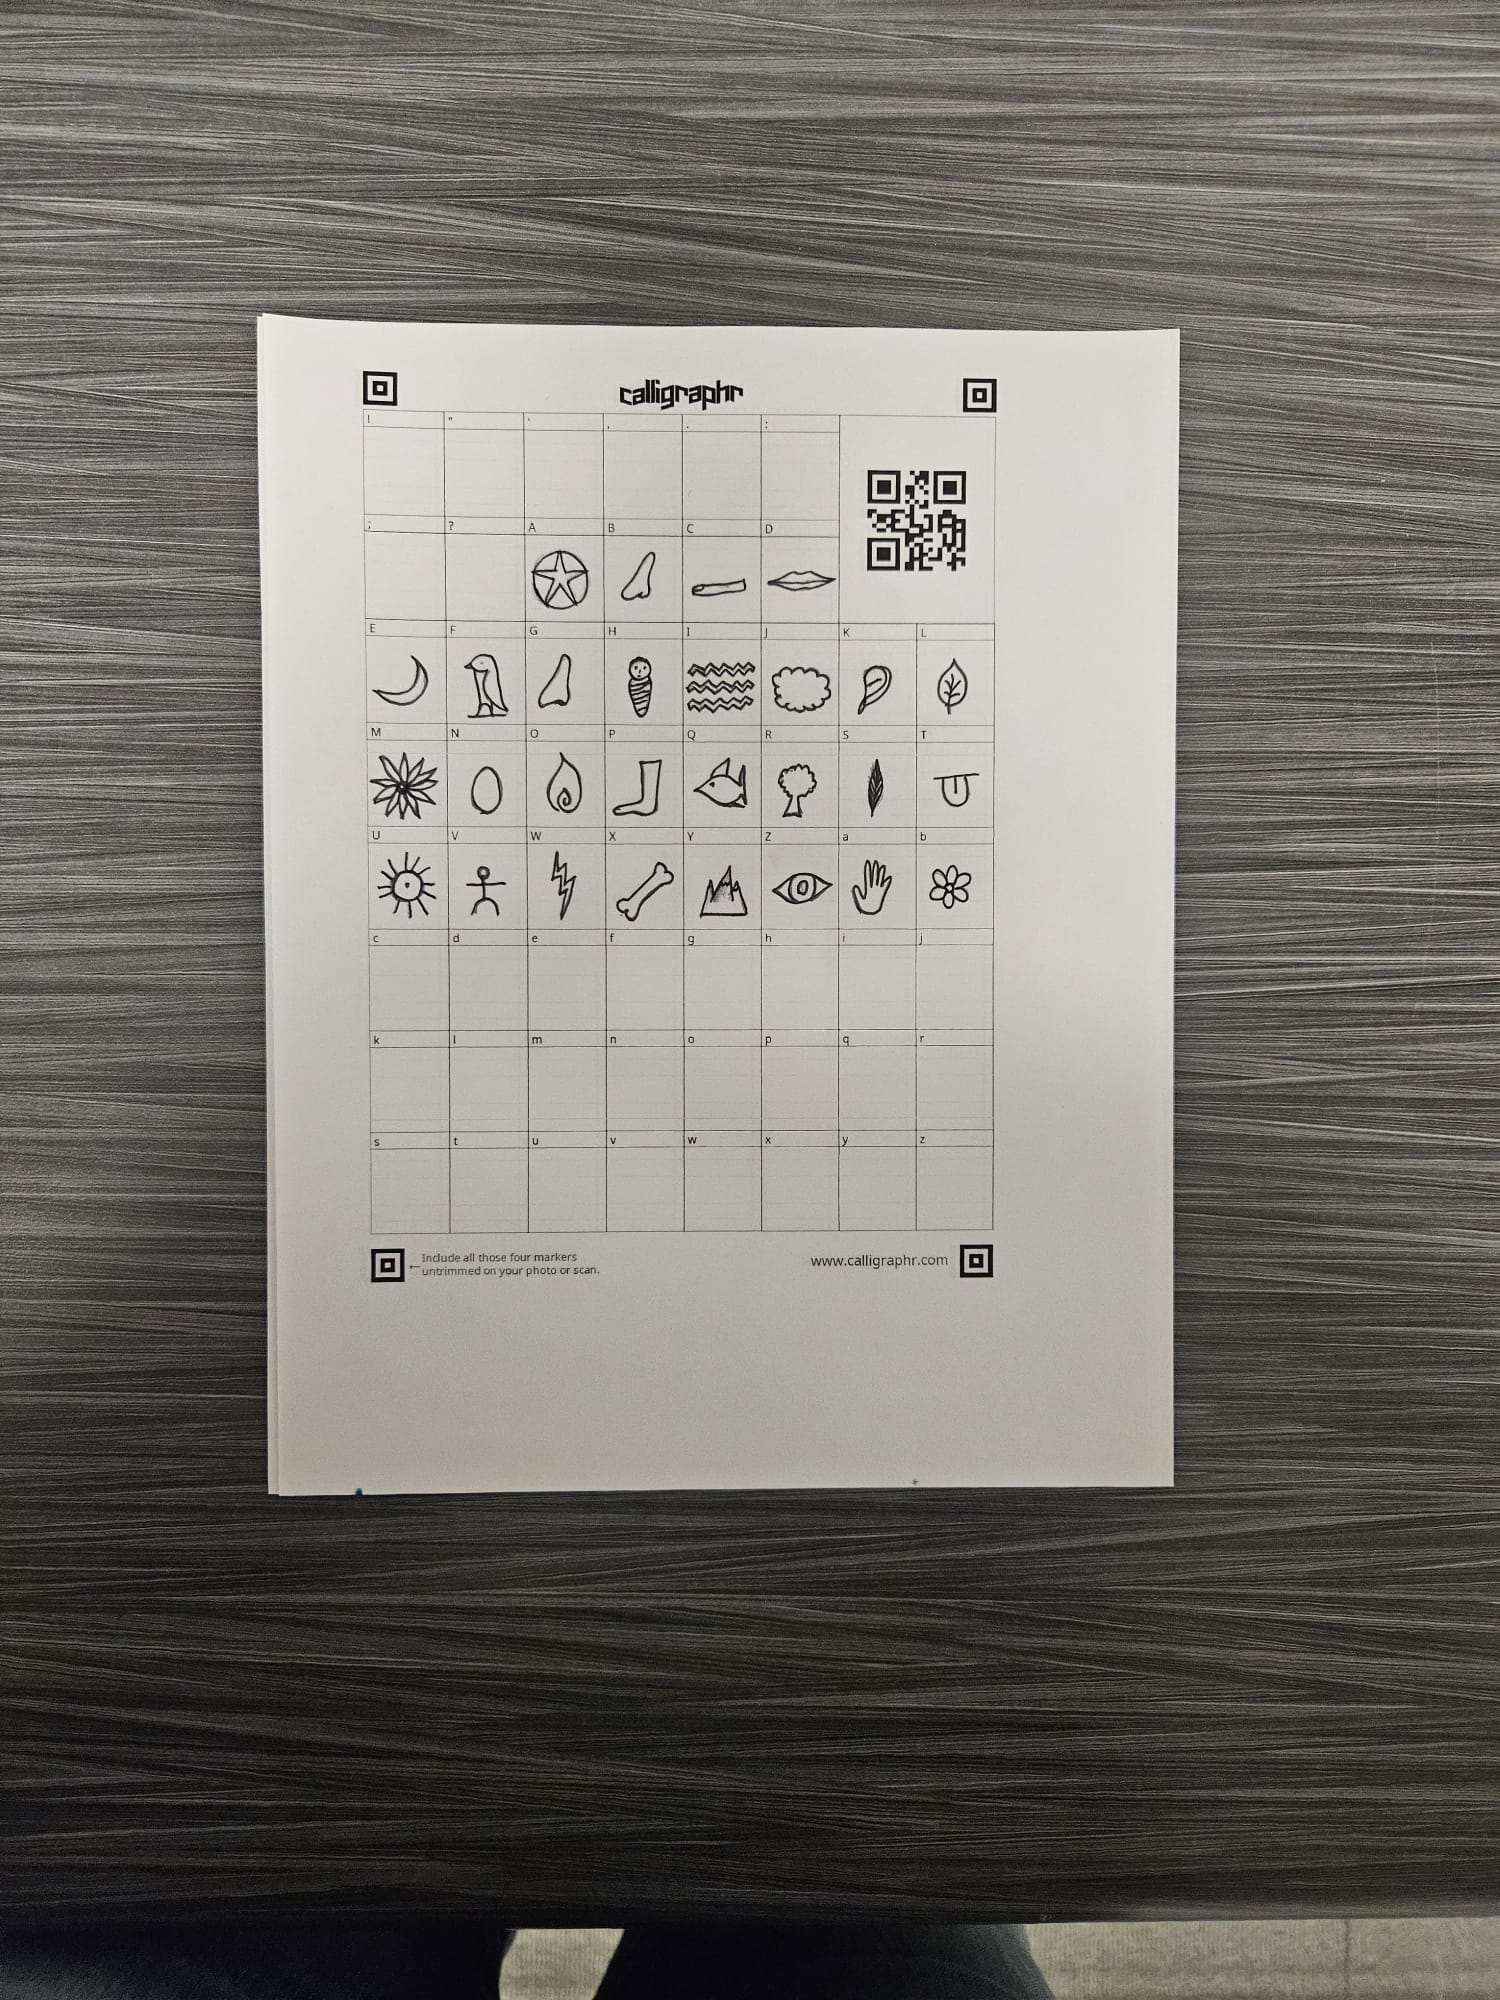 calligraphr
! " ' , . :
; ? A B C D
E F G H I J K L
M N O P Q R S T
U V W X Y Z a b
c d e f g h i j
k l m n o p q r
s t u v w x y z
←Include all those four markers
untrimmed on your photo or scan.
www.calligraphr.com